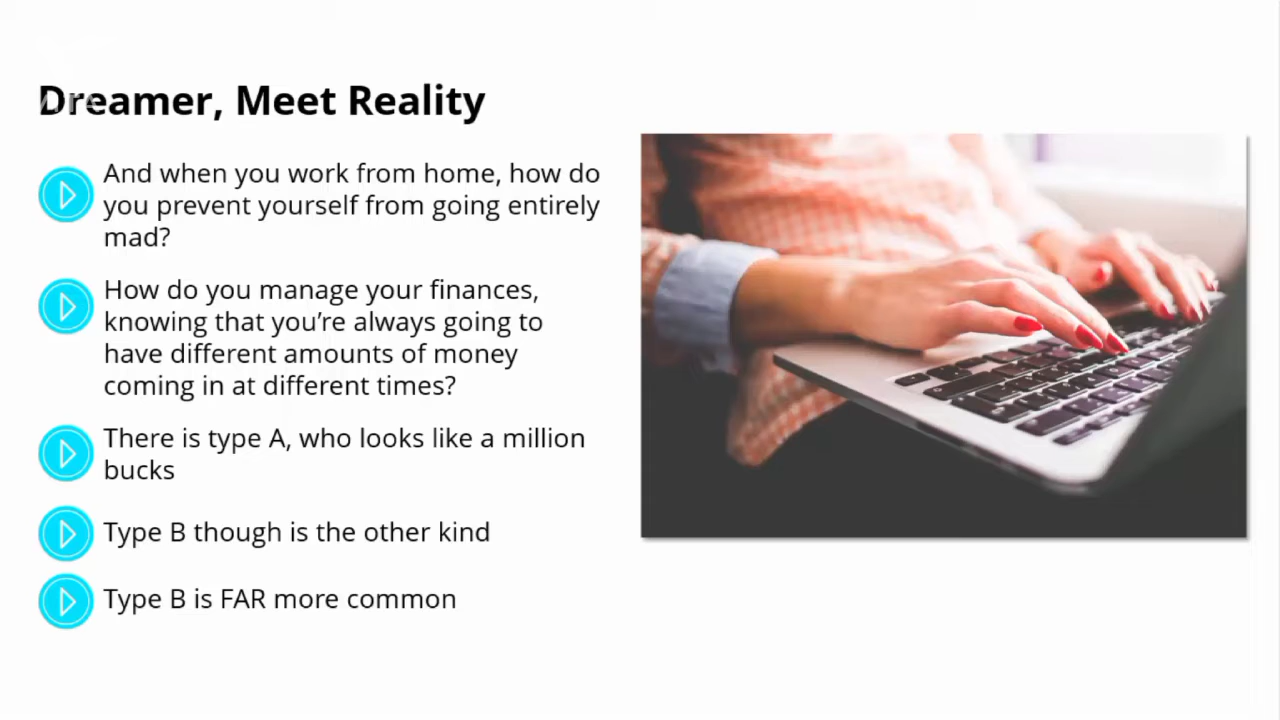 Dreamer, Meet Reality
And when you work from home, how do
you prevent yourself from going entirely
mad?
How do you manage your finances,
knowing that you’re always going to
have different amounts of money
coming in at different times?
There is type A, who looks like a million
bucks
Type B though is the other kind
Type B is FAR more common